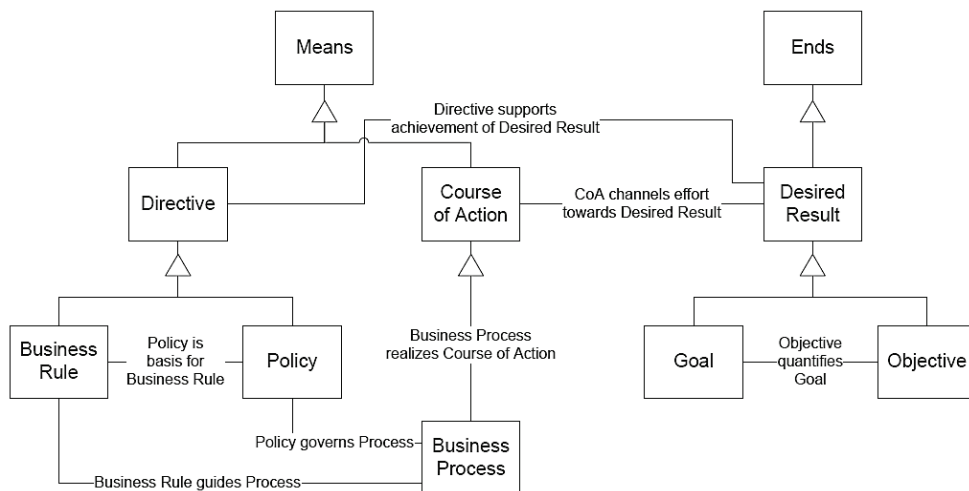 Means
Ends
Directive supports
achievement of Desired Result
Directive
Course
of Action
CoA channels effort
towards Desired Result
Desired
Result
Business
Rule
Policy is
basis for
Business Rule
Policy
Business Process
realizes Course of Action
Goal
Objective
quantifies
Goal
Objective
Policy governs Process
Business
Process
Business Rule guides Process